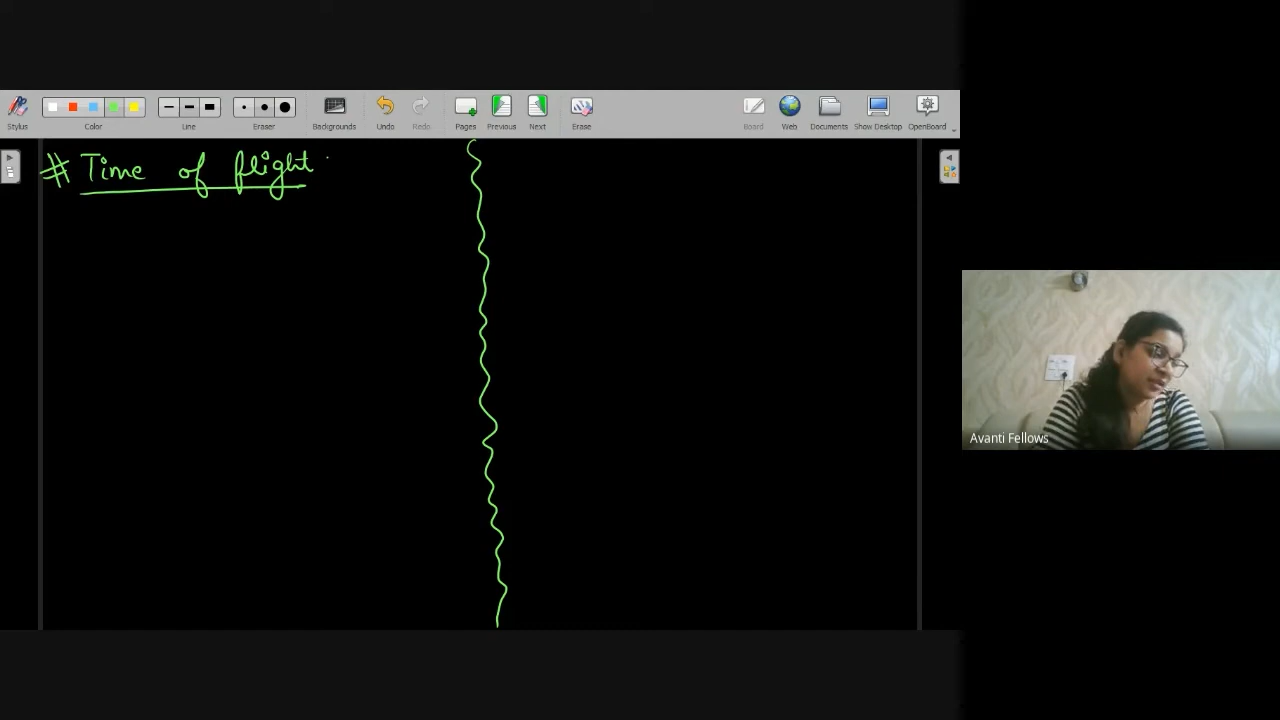 Stylus
Color
Line
Eraser
Backgrounds
Undo
Redo
Pages
Previous
Next
Erase
Board
Web
Documents
Show Desktop
OpenBoard
# Time of flight
Avanti Fellows